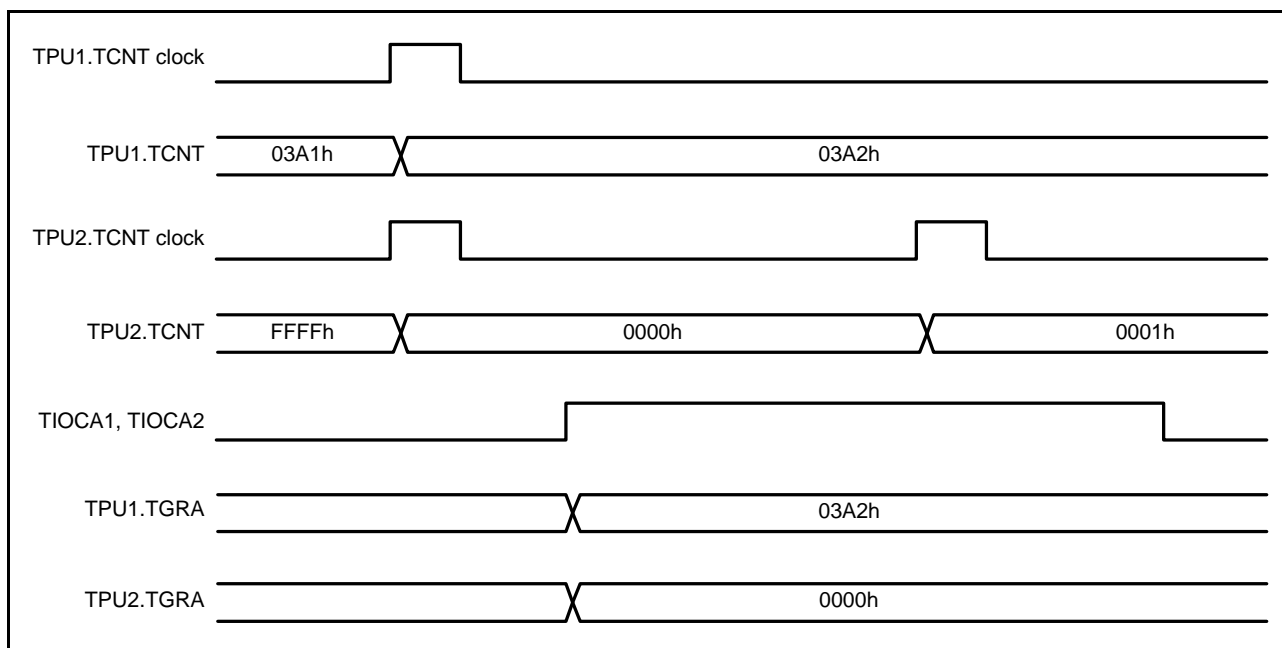 TPU1.TCNT clock
TPU1.TCNT 03A1h 03A2h
TPU2.TCNT clock
TPU2.TCNT FFFFh 0000h 0001h
TIOCA1, TIOCA2
TPU1.TGRA 03A2h
TPU2.TGRA 0000h